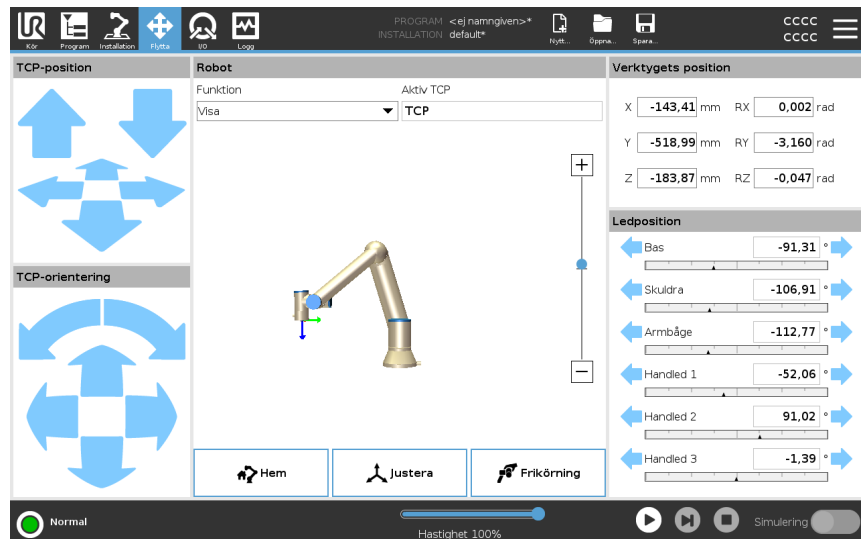 PROGRAM <ej namngiven>*
INSTALLATION default*
Kör Program Installation Flytta I/O Logg Nytt... Öppna... Spara...
CCCC
CCCC
TCP-position
Robot
Verktygets position
Funktion Aktiv TCP
Visa TCP
X -143,41 mm RX 0,002 rad
Y -518,99 mm RY -3,160 rad
Z -183,87 mm RZ -0,047 rad
Ledposition
Bas -91,31 °
TCP-orientering
Skuldra -106,91 °
Armbåge -112,77 °
Handled 1 -52,06 °
Handled 2 91,02 °
Handled 3 -1,39 °
Hem Justera Frikörning
Normal
Hastighet 100%
Simulering